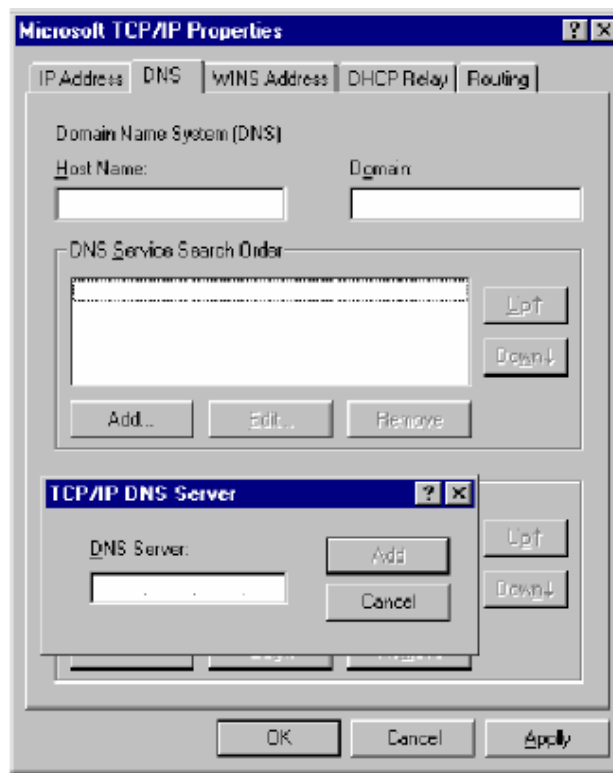 Microsoft TCP/IP Properties
IP Address DNS WINS Address DHCP Relay Routing
Domain Name System (DNS)
Host Name: Domain:
DNS Service Search Order
Up↑
Down↓
Add... Edit... Remove
TCP/IP DNS Server
DNS Server:
Add
Cancel
Up↑
Down↓
OK Cancel Apply